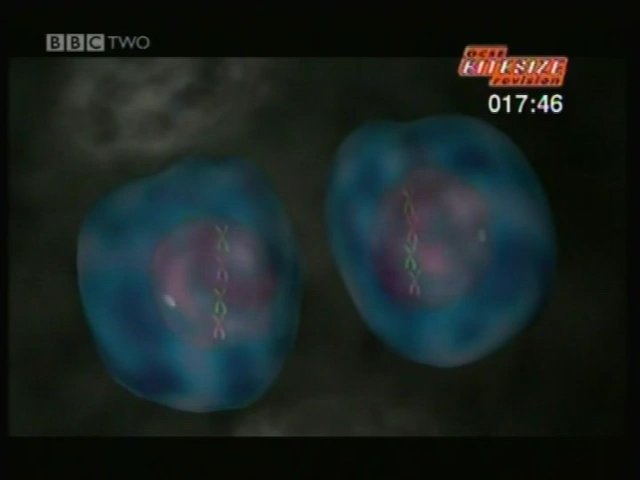 BBC TWO
GCSE
BITESIZE
revision
017:46